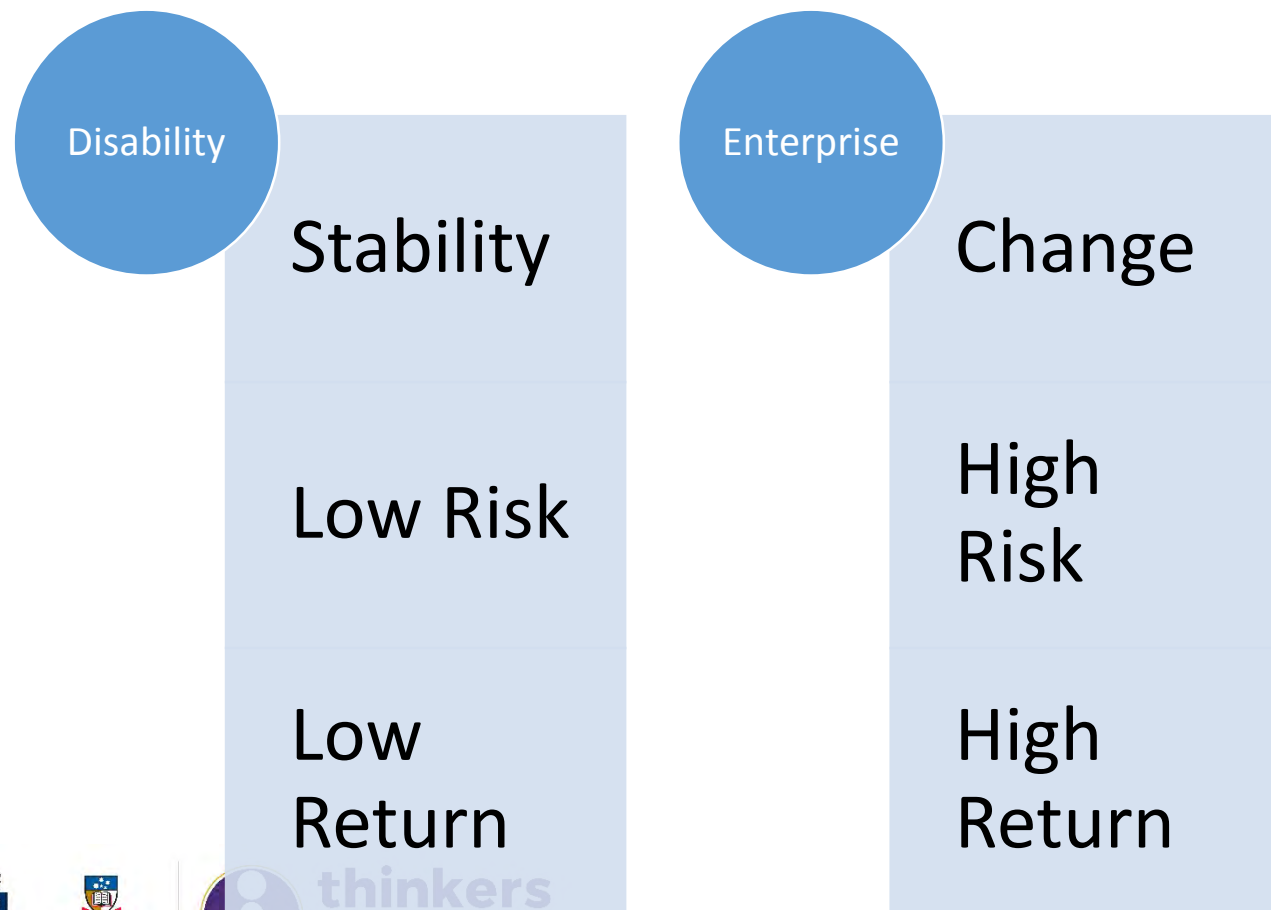 Disability
Stability
Low Risk
Low
Return
Enterprise
Change
High
Risk
High
Return
thinkers